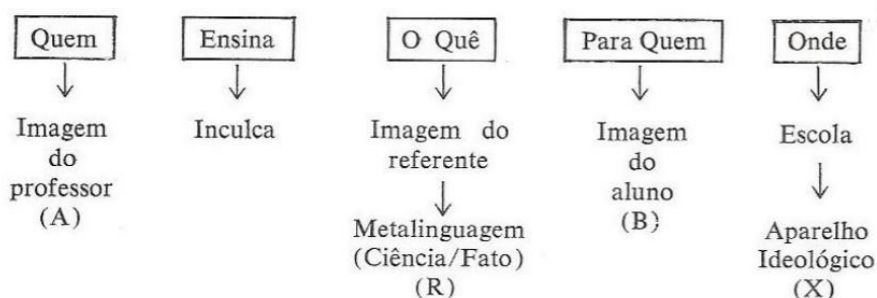 Quem
Ensina
O Quê
Para Quem
Onde
Imagem
do
professor
(A)
Inculca
Imagem do
referente
Metalinguagem
(Ciência/Fato)
(R)
Imagem
do
aluno
(B)
Escola
Aparelho
Ideológico
(X)